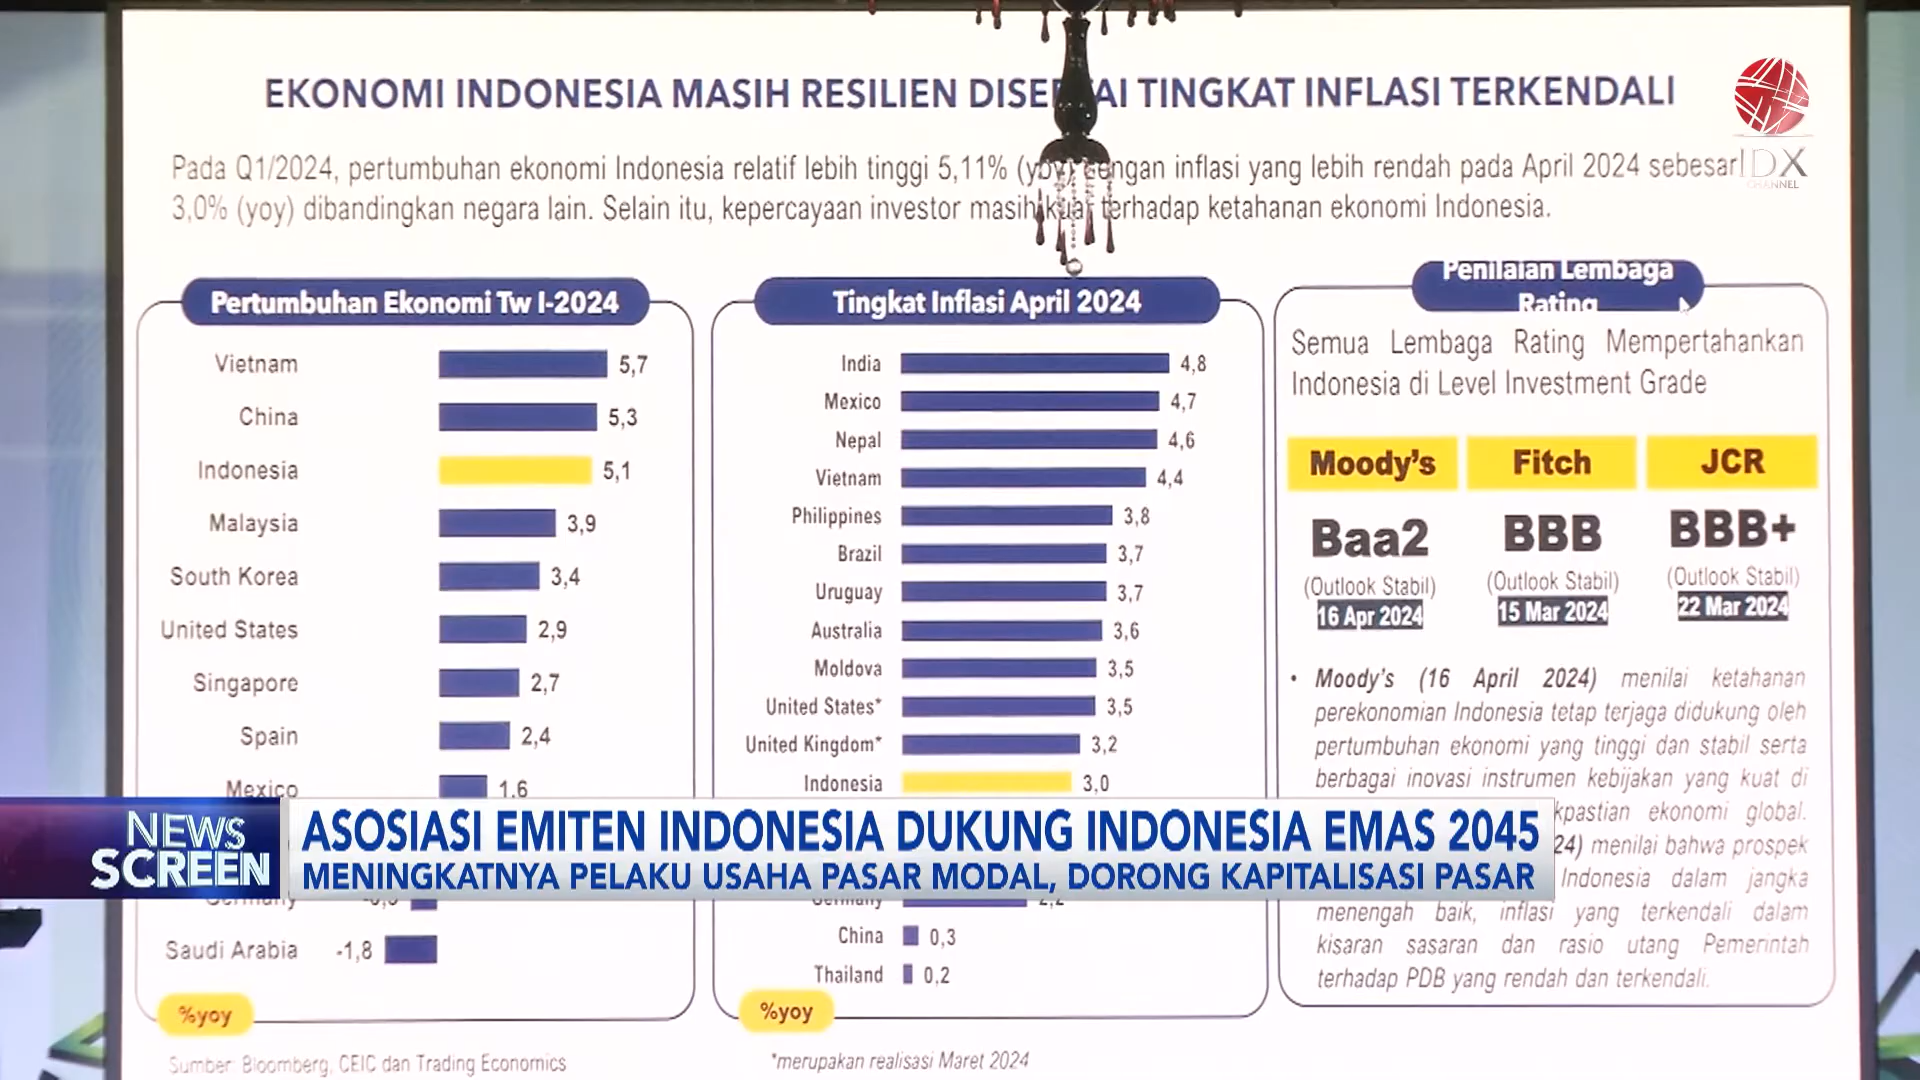 EKONOMI INDONESIA MASIH RESILIEN TINGKAT INFLASI TERKENDALI
IDX
CHANNEL
Pada Q1/2024, pertumbuhan ekonomi Indonesia relatif lebih tinggi 5,11% (yoy) dengan inflasi yang lebih rendah pada April 2024 sebesar
3,0% (yoy) dibandingkan negara lain. Selain itu, kepercayaan investor masih kuat terhadap ketahanan ekonomi Indonesia.
Pertumbuhan Ekonomi Tw I-2024
Vietnam 5,7
China 5,3
Indonesia 5,1
Malaysia 3,9
South Korea 3,4
United States 2,9
Singapore 2,7
Spain 2,4
Mexico 1,6
Germany
Saudi Arabia -1,8
%yoy
Sumber: Bloomberg, CEIC dan Trading Economics
Tingkat Inflasi April 2024
India 4,8
Mexico 4,7
Nepal 4,6
Vietnam 4,4
Philippines 3,8
Brazil 3,7
Uruguay 3,7
Australia 3,6
Moldova 3,5
United States* 3,5
United Kingdom* 3,2
Indonesia 3,0
Germany 2,2
China 0,3
Thailand 0,2
%yoy
*merupakan realisasi Maret 2024
Penilaian Lembaga
Rating
Semua Lembaga Rating Mempertahankan
Indonesia di Level Investment Grade
Moody's Fitch JCR
Baa2 BBB BBB+
(Outlook Stabil) (Outlook Stabil) (Outlook Stabil)
16 Apr 2024 15 Mar 2024 22 Mar 2024
• Moody's (16 April 2024) menilai ketahanan
perekonomian Indonesia tetap terjaga didukung oleh
pertumbuhan ekonomi yang tinggi dan stabil serta
berbagai inovasi instrumen kebijakan yang kuat di
kpastian ekonomi global.
24) menilai bahwa prospek
Indonesia dalam jangka
menengah baik, inflasi yang terkendali dalam
kisaran sasaran dan rasio utang Pemerintah
terhadap PDB yang rendah dan terkendali.
NEWS
SCREEN
ASOSIASI EMITEN INDONESIA DUKUNG INDONESIA EMAS 2045
MENINGKATNYA PELAKU USAHA PASAR MODAL, DORONG KAPITALISASI PASAR